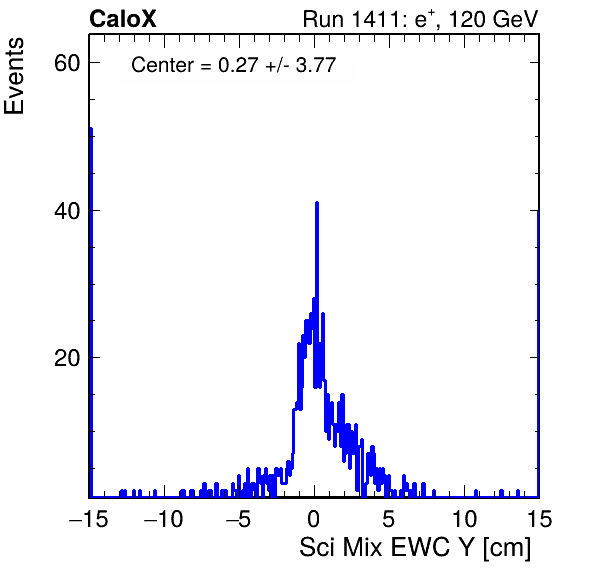 CaloX Run 1411: e⁺, 120 GeV
Events
Center = 0.27 +/- 3.77
60
40
20
−15 −10 −5 0 5 10 15
Sci Mix EWC Y [cm]